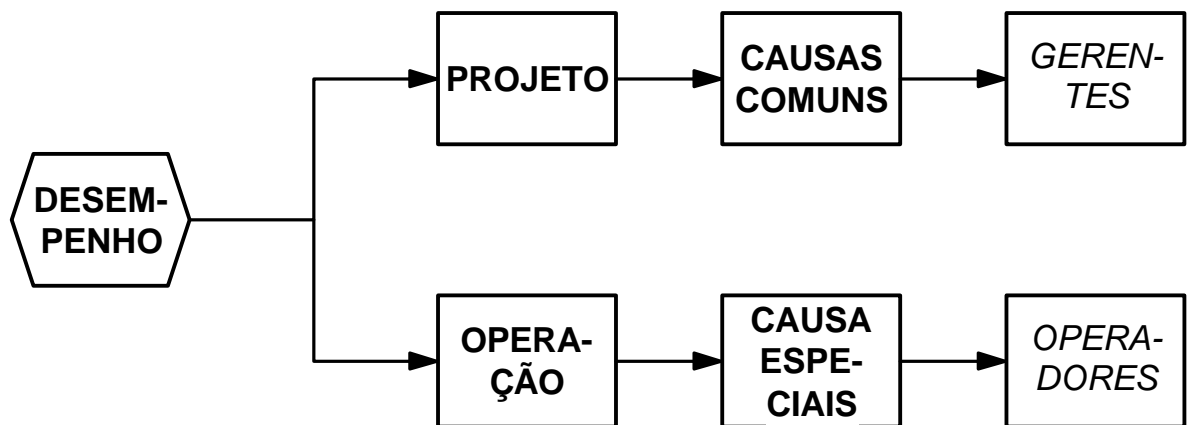 DESEM-
PENHO
PROJETO
CAUSAS
COMUNS
GEREN-
TES
OPERA-
ÇÃO
CAUSA
ESPE-
CIAIS
OPERA-
DORES